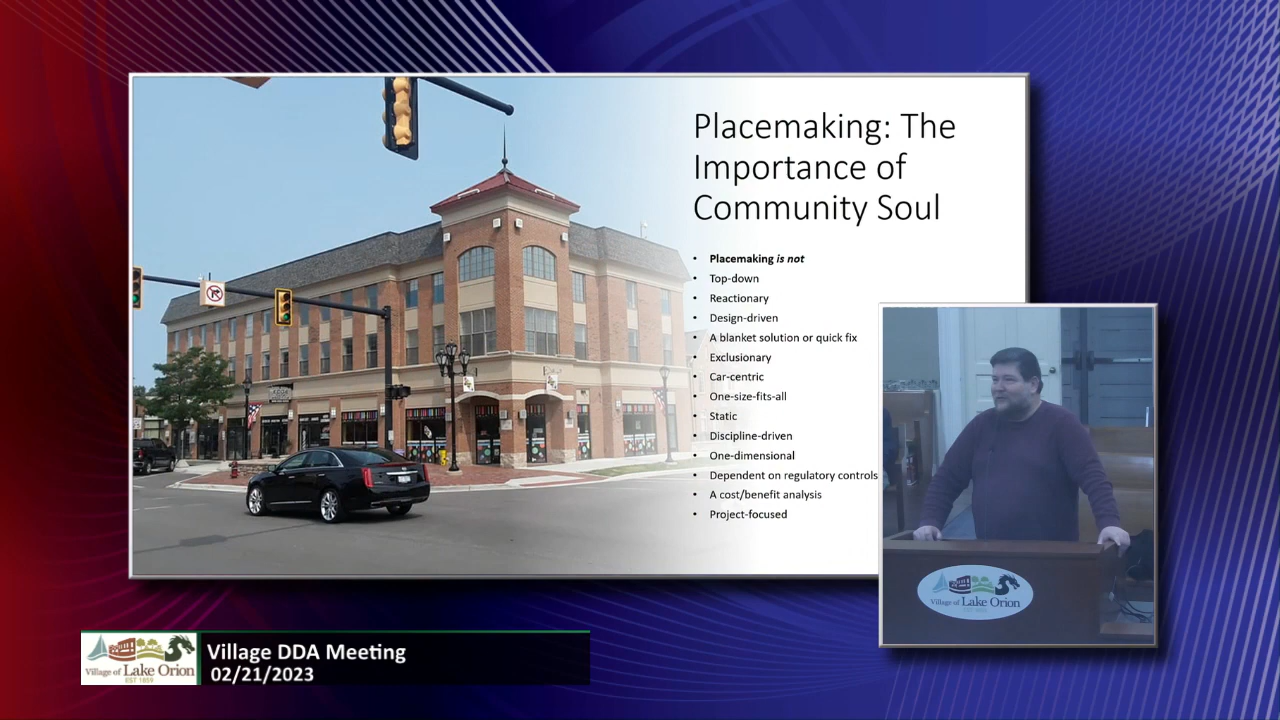 Placemaking: The
Importance of
Community Soul
• Placemaking is not
• Top-down
• Reactionary
• Design-driven
• A blanket solution or quick fix
• Exclusionary
• Car-centric
• One-size-fits-all
• Static
• Discipline-driven
• One-dimensional
• Dependent on regulatory controls
• A cost/benefit analysis
• Project-focused
Village of Lake Orion
EST 1859
Village of Lake Orion
EST 1859
Village DDA Meeting
02/21/2023